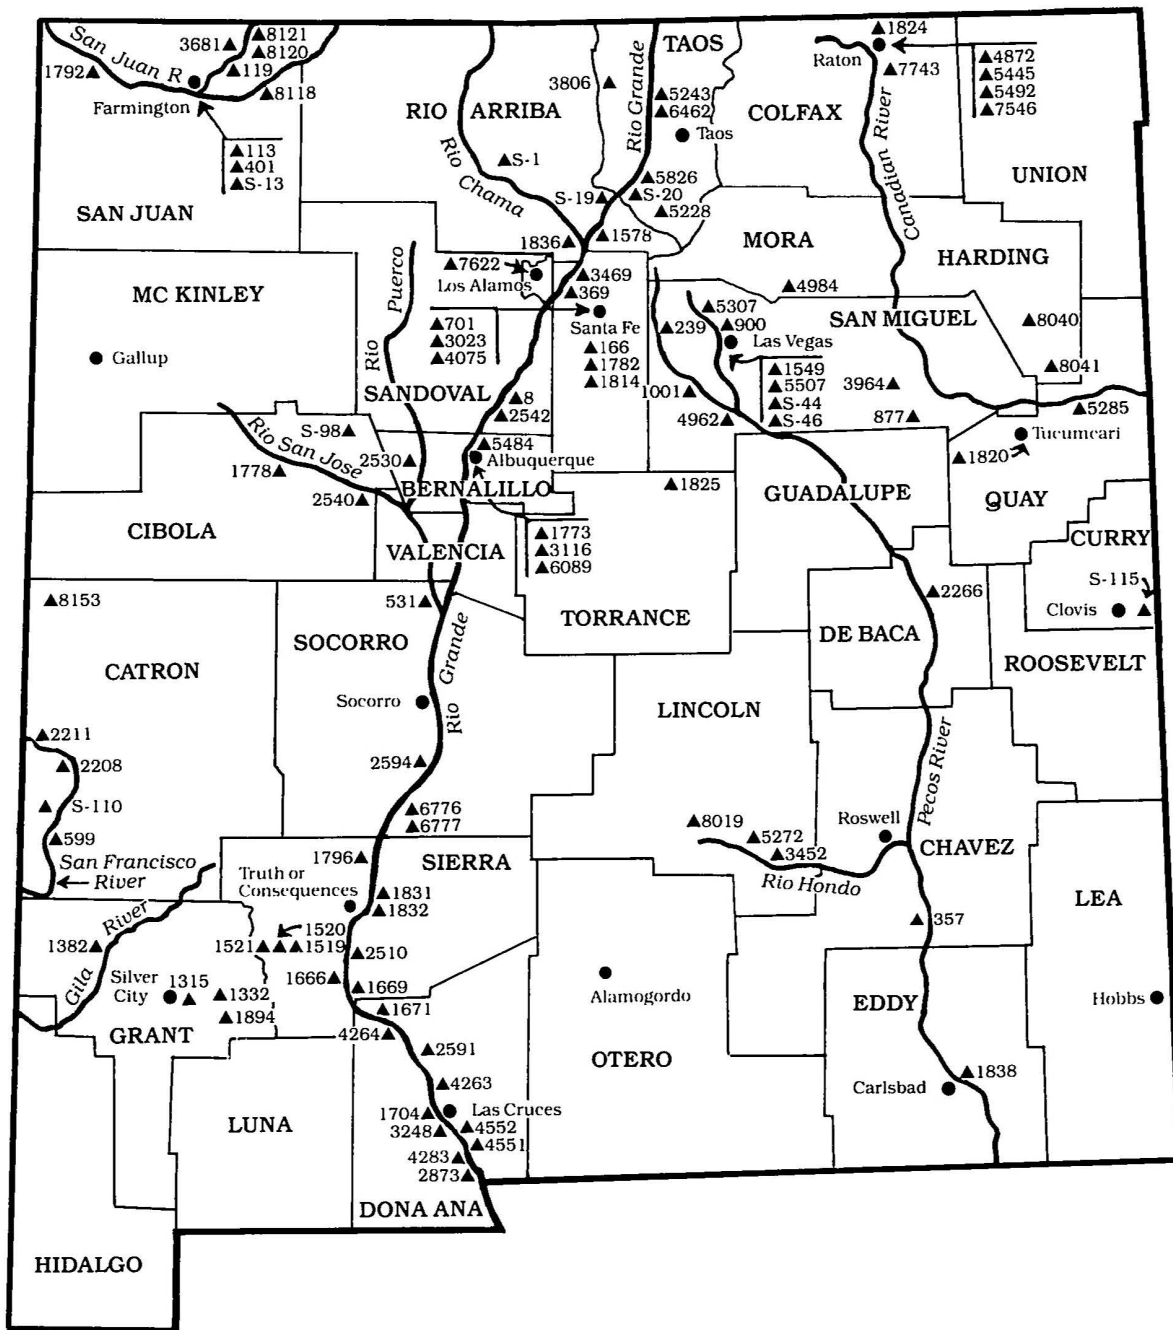 8121
3681
8120
San Juan R
1792
119
8118
Farmington
113
401
S-13
SAN JUAN
TAOS
3806
Rio Grande
5243
6462
Taos
RIO ARRIBA
Rio Chama
S-1
S-19
5826
S-20
5228
1836
1578
1824
Raton
7743
4872
5445
5492
7546
COLFAX
Canadian River
UNION
MORA
HARDING
4984
MC KINLEY
Gallup
Rio Puerco
7622
Los Alamos
3469
369
701
3023
4075
Santa Fe
166
1782
1814
SANDOVAL
8
2542
239
5307
900
Las Vegas
1549
5507
S-44
S-46
1001
4962
SAN MIGUEL
3964
877
8040
8041
5285
Tucumcari
1820
QUAY
Rio San Jose
S-98
1778
2530
2540
5484
Albuquerque
BERNALILLO
1773
3116
6089
1825
GUADALUPE
CIBOLA
VALENCIA
CURRY
S-115
Clovis
8153
531
TORRANCE
2266
DE BACA
ROOSEVELT
SOCORRO
Rio Grande
CATRON
Socorro
LINCOLN
2211
2208
S-110
599
San Francisco
River
2594
6776
6777
Pecos River
8019
5272
3452
Rio Hondo
Roswell
CHAVEZ
1796
SIERRA
Truth or
Consequences
1831
1832
LEA
357
1520
1521
1519
1382
Gila River
2510
1666
1669
Silver
City
1315
1332
1894
GRANT
1671
4264
2591
Alamogordo
EDDY
Hobbs
OTERO
4263
1838
Carlsbad
LUNA
1704
Las Cruces
3248
4552
4551
4283
2873
DONA ANA
HIDALGO